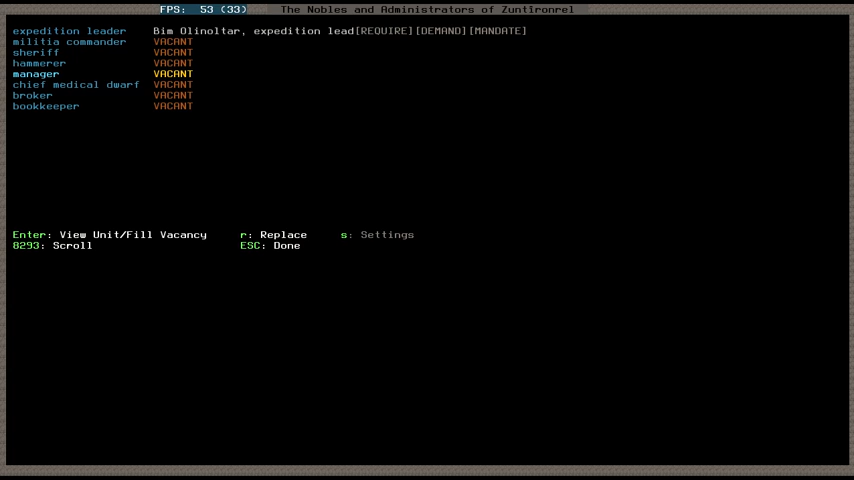 FPS:  53 (33)     The Nobles and Administrators of Zuntîronrel
expedition leader    Bim Olinoltar, expedition lead[REQUIRE][DEMAND][MANDATE]
militia commander    VACANT
sheriff              VACANT
hammerer             VACANT
manager              VACANT
chief medical dwarf  VACANT
broker               VACANT
bookkeeper           VACANT
Enter: View Unit/Fill Vacancy     r: Replace     s: Settings
8293: Scroll                      ESC: Done